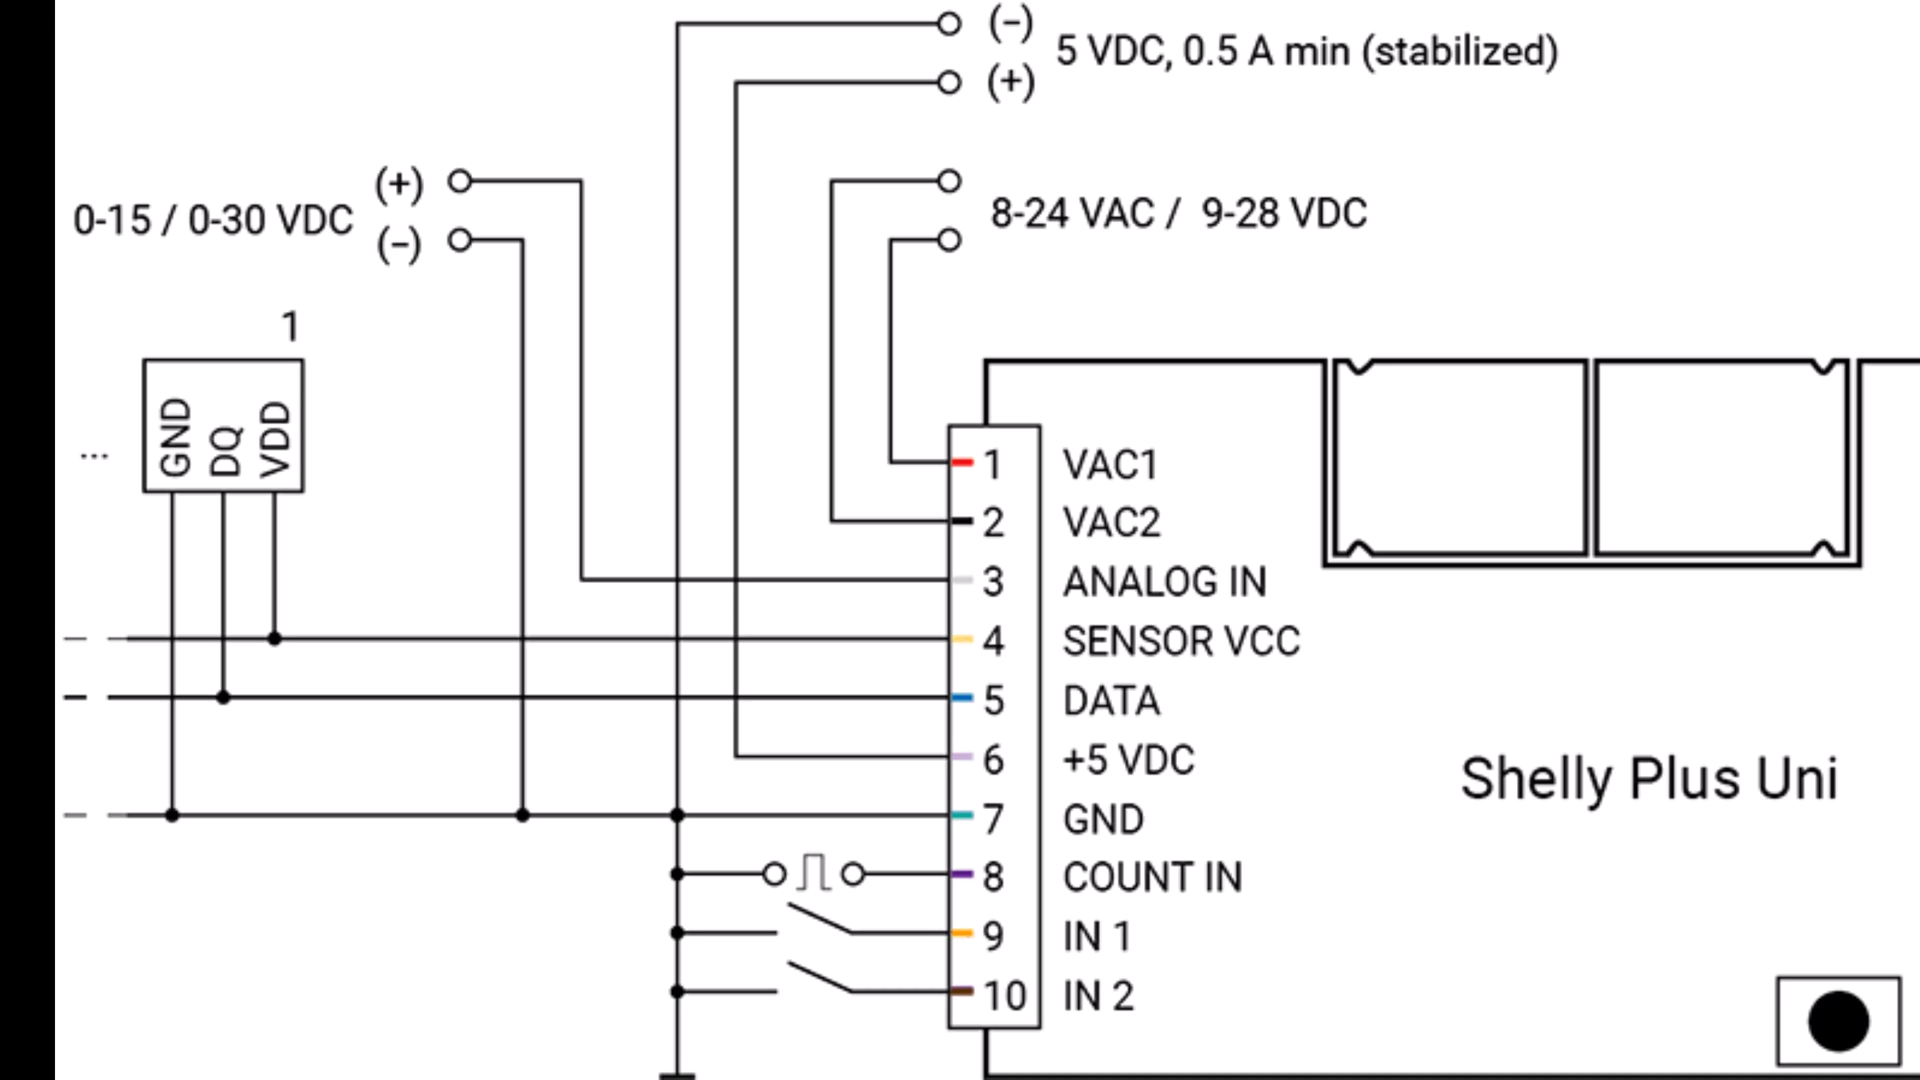 (−)
5 VDC, 0.5 A min (stabilized)
(+)
(+)
0-15 / 0-30 VDC
(−)
8-24 VAC / 9-28 VDC
1
GND
DQ
VDD
...
1 VAC1
2 VAC2
3 ANALOG IN
4 SENSOR VCC
5 DATA
6 +5 VDC
7 GND
8 COUNT IN
9 IN 1
10 IN 2
Shelly Plus Uni